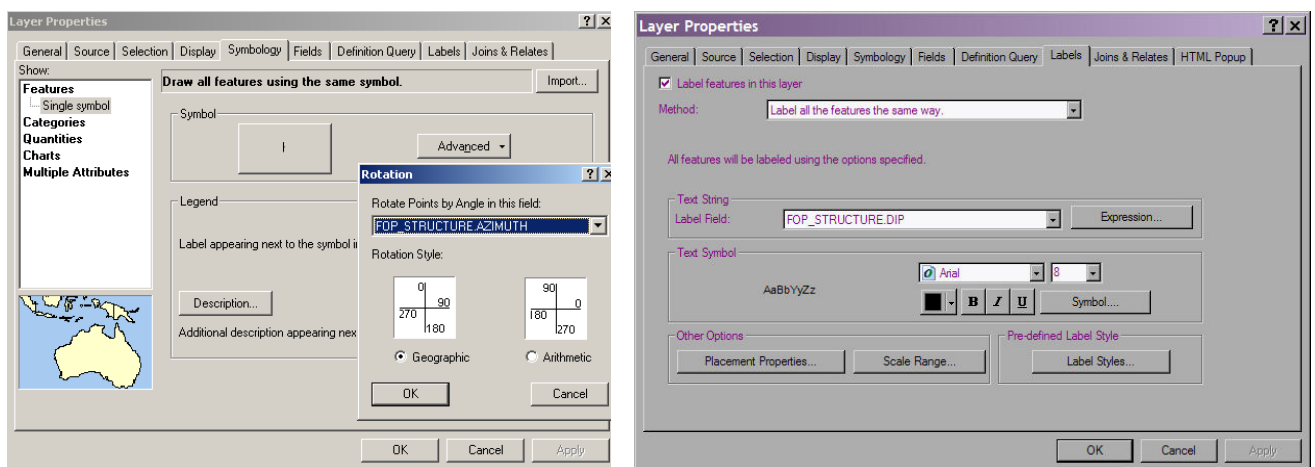 Layer Properties
General Source Selection Display Symbology Fields Definition Query Labels Joins & Relates
Show:
Features
Single symbol
Categories
Quantities
Charts
Multiple Attributes
Draw all features using the same symbol.
Import...
Symbol
Advanced
Legend
Label appearing next to the symbol i
Description...
Additional description appearing nex
Rotation
Rotate Points by Angle in this field:
FOP_STRUCTURE.AZIMUTH
Rotation Style:
0
90
270
180
90
0
180
270
Geographic
Arithmetic
OK Cancel
OK Cancel Apply
Layer Properties
General Source Selection Display Symbology Fields Definition Query Labels Joins & Relates HTML Popup
Label features in this layer
Method: Label all the features the same way.
All features will be labeled using the options specified.
Text String
Label Field: FOP_STRUCTURE.DIP Expression...
Text Symbol
AaBbYyZz
Arial 8
B I U Symbol....
Other Options
Placement Properties... Scale Range...
Pre-defined Label Style
Label Styles...
OK Cancel Apply